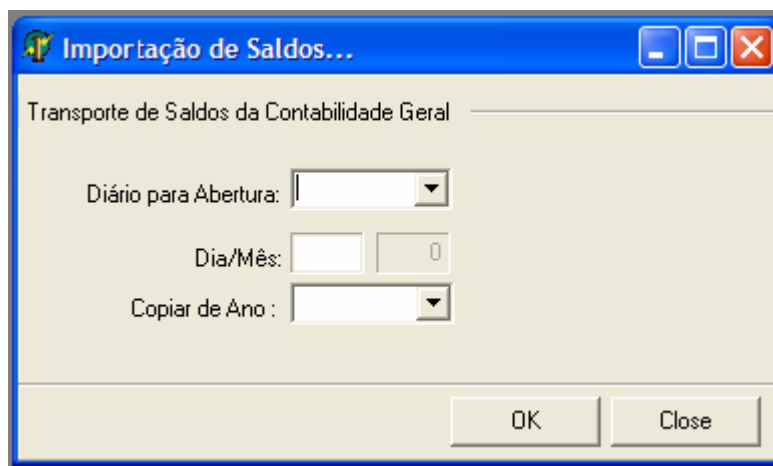 Importação de Saldos...
Transporte de Saldos da Contabilidade Geral
Diário para Abertura:
Dia/Mês: 0
Copiar de Ano :
OK Close